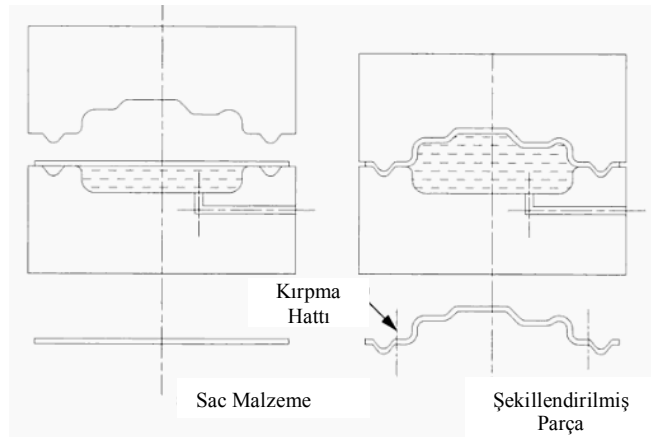 Kırpma
Hattı
Sac Malzeme
Şekillendirilmiş
Parça